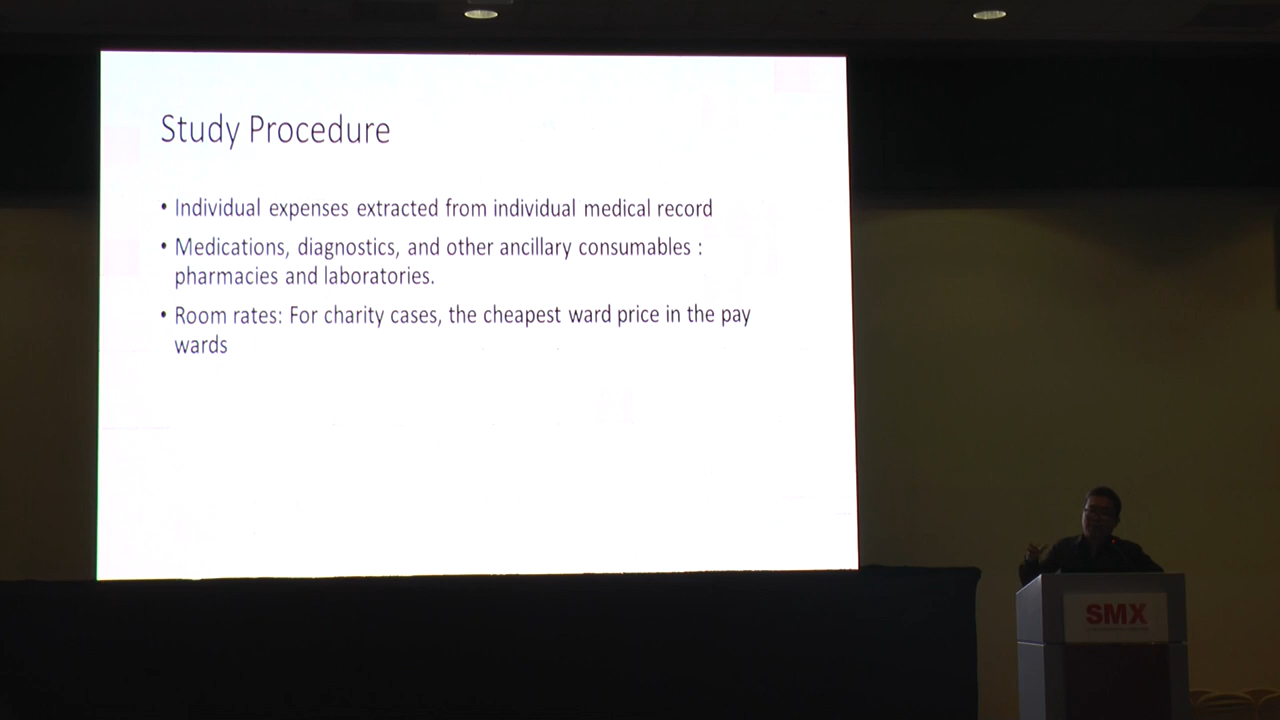 Study Procedure
• Individual expenses extracted from individual medical record
• Medications, diagnostics, and other ancillary consumables :
pharmacies and laboratories.
• Room rates: For charity cases, the cheapest ward price in the pay
wards
SMX